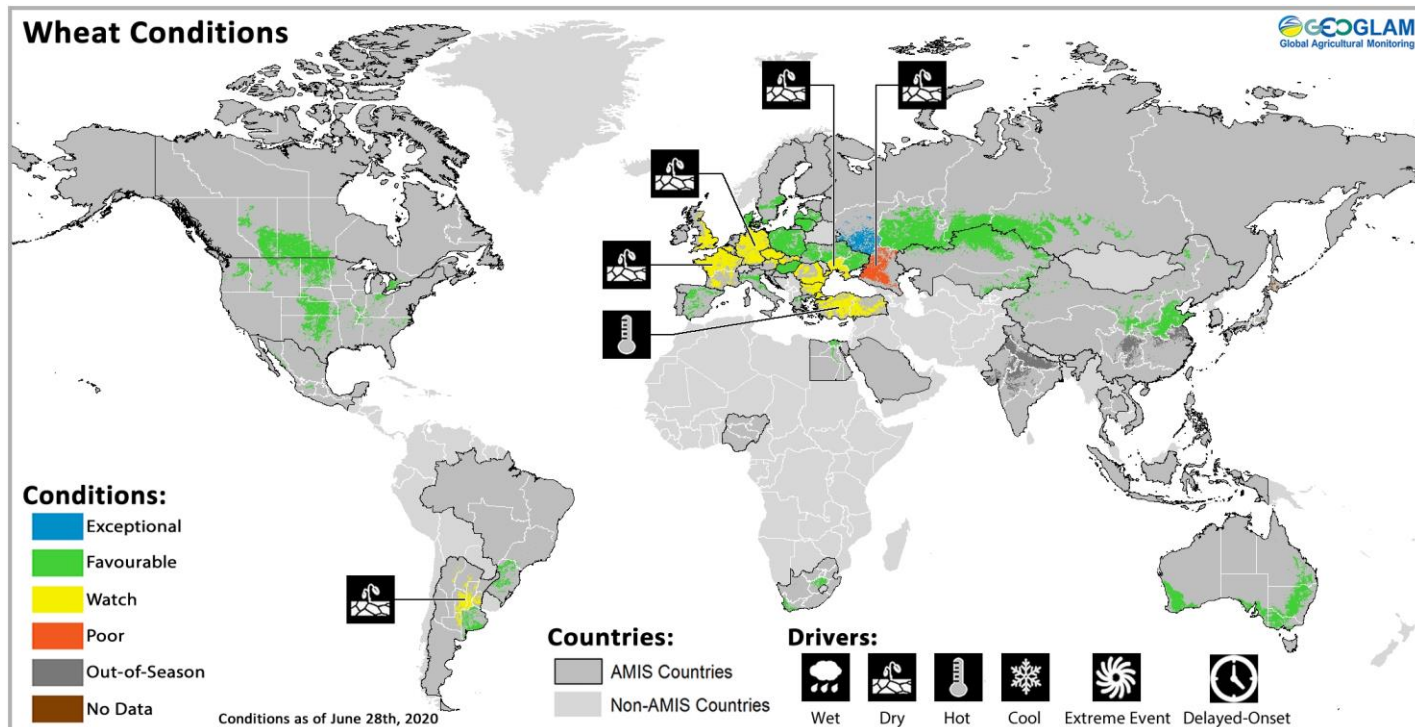 Wheat Conditions
GEOGLAM
Global Agricultural Monitoring
Conditions:
Exceptional
Favourable
Watch
Poor
Out-of-Season
No Data
Conditions as of June 28th, 2020
Countries:
AMIS Countries
Non-AMIS Countries
Drivers:
Wet
Dry
Hot
Cool
Extreme Event
Delayed-Onset